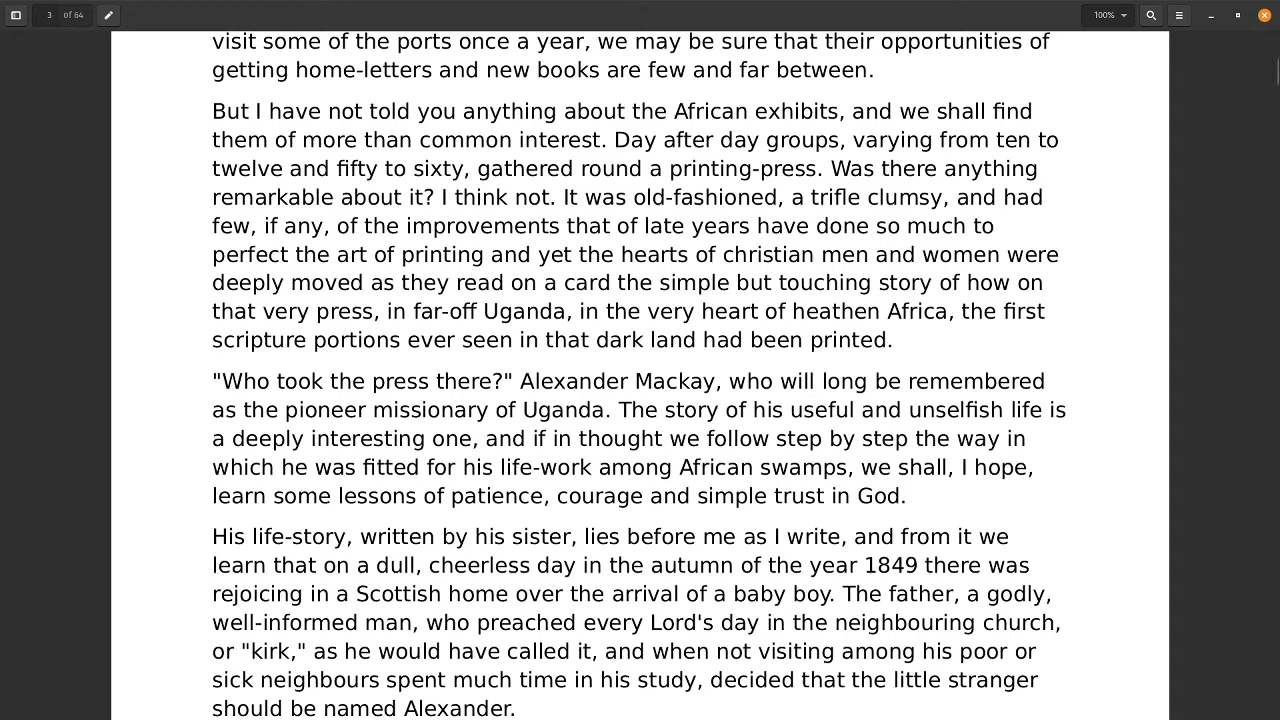 3 of 64 100%
visit some of the ports once a year, we may be sure that their opportunities of
getting home-letters and new books are few and far between.
But I have not told you anything about the African exhibits, and we shall find
them of more than common interest. Day after day groups, varying from ten to
twelve and fifty to sixty, gathered round a printing-press. Was there anything
remarkable about it? I think not. It was old-fashioned, a trifle clumsy, and had
few, if any, of the improvements that of late years have done so much to
perfect the art of printing and yet the hearts of christian men and women were
deeply moved as they read on a card the simple but touching story of how on
that very press, in far-off Uganda, in the very heart of heathen Africa, the first
scripture portions ever seen in that dark land had been printed.
"Who took the press there?" Alexander Mackay, who will long be remembered
as the pioneer missionary of Uganda. The story of his useful and unselfish life is
a deeply interesting one, and if in thought we follow step by step the way in
which he was fitted for his life-work among African swamps, we shall, I hope,
learn some lessons of patience, courage and simple trust in God.
His life-story, written by his sister, lies before me as I write, and from it we
learn that on a dull, cheerless day in the autumn of the year 1849 there was
rejoicing in a Scottish home over the arrival of a baby boy. The father, a godly,
well-informed man, who preached every Lord's day in the neighbouring church,
or "kirk," as he would have called it, and when not visiting among his poor or
sick neighbours spent much time in his study, decided that the little stranger
should be named Alexander.